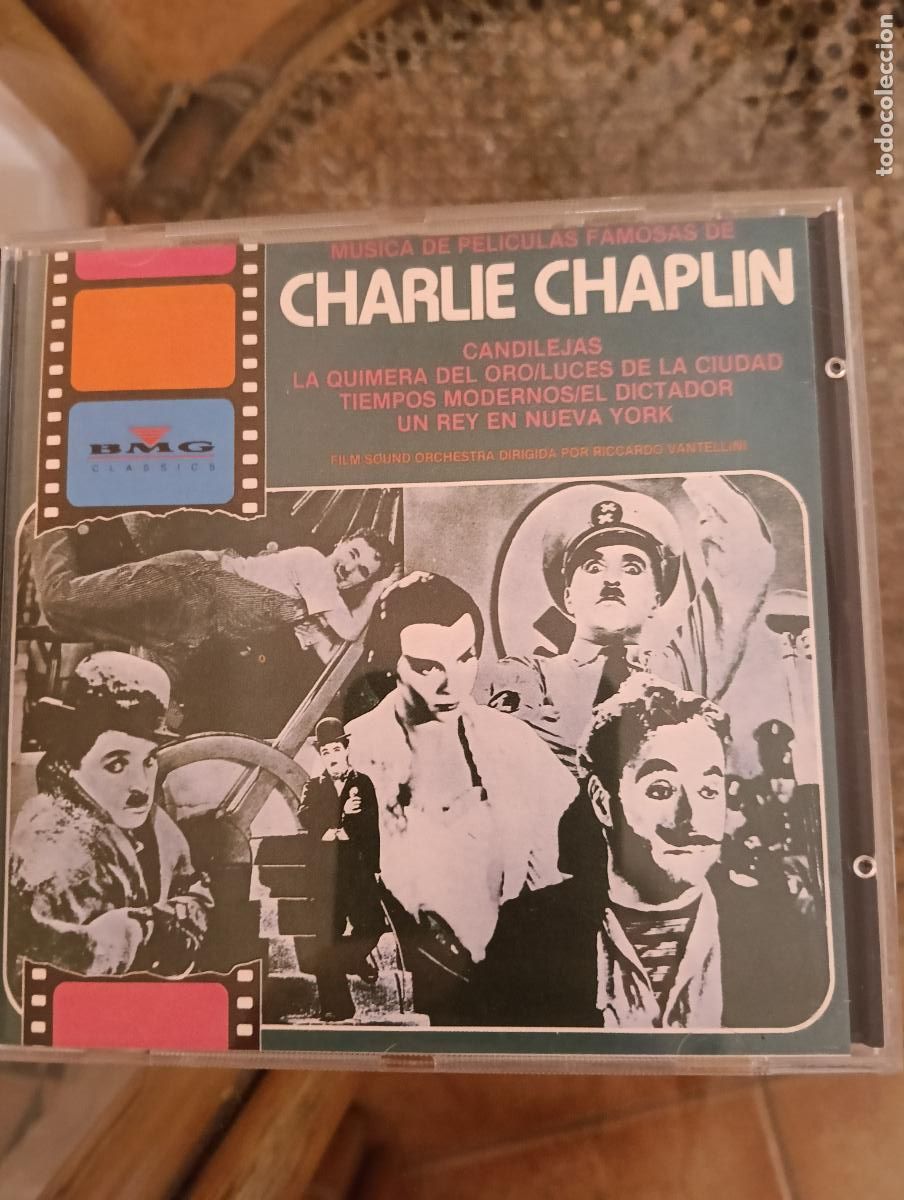 MUSICA DE PELICULAS FAMOSAS DE
CHARLIE CHAPLIN
CANDILEJAS
LA QUIMERA DEL ORO/LUCES DE LA CIUDAD
TIEMPOS MODERNOS/EL DICTADOR
UN REY EN NUEVA YORK
FILM SOUND ORCHESTRA DIRIGIDA POR RICCARDO VANTELLINI
BMG
CLASSICS
todocoleccion